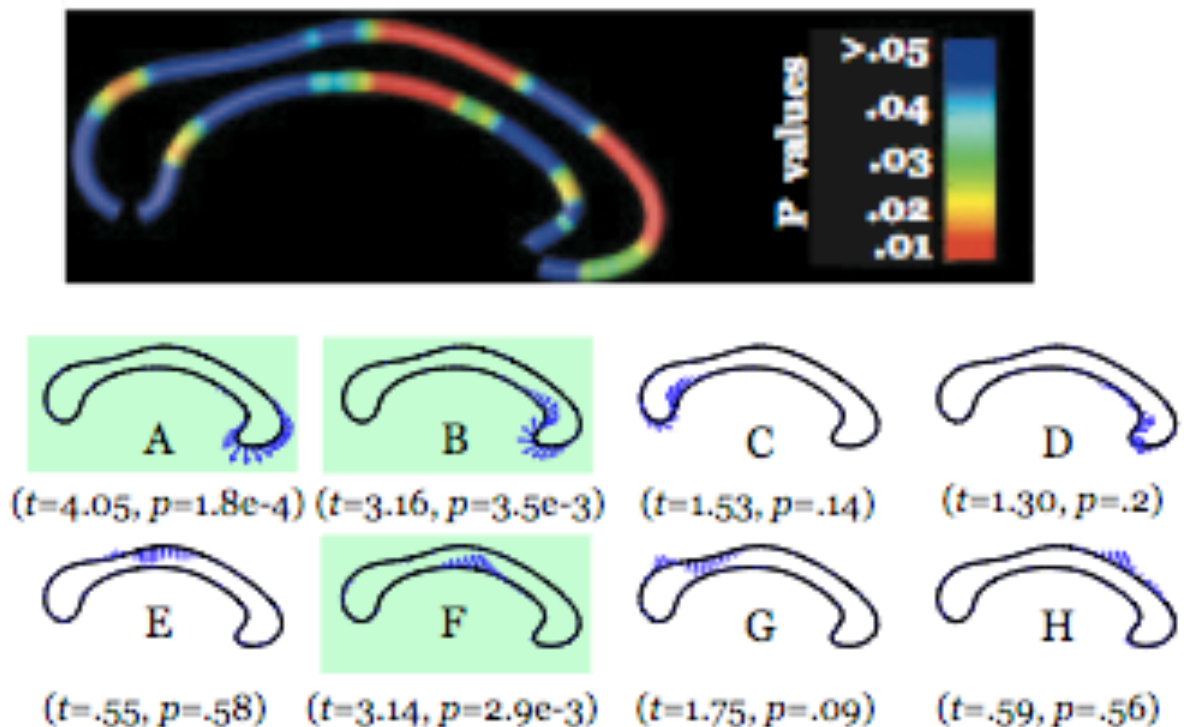 P values
>.05
.04
.03
.02
.01
A
B
C
D
(t=4.05, p=1.8e-4) (t=3.16, p=3.5e-3) (t=1.53, p=.14) (t=1.30, p=.2)
E
F
G
H
(t=.55, p=.58) (t=3.14, p=2.9e-3) (t=1.75, p=.09) (t=.59, p=.56)